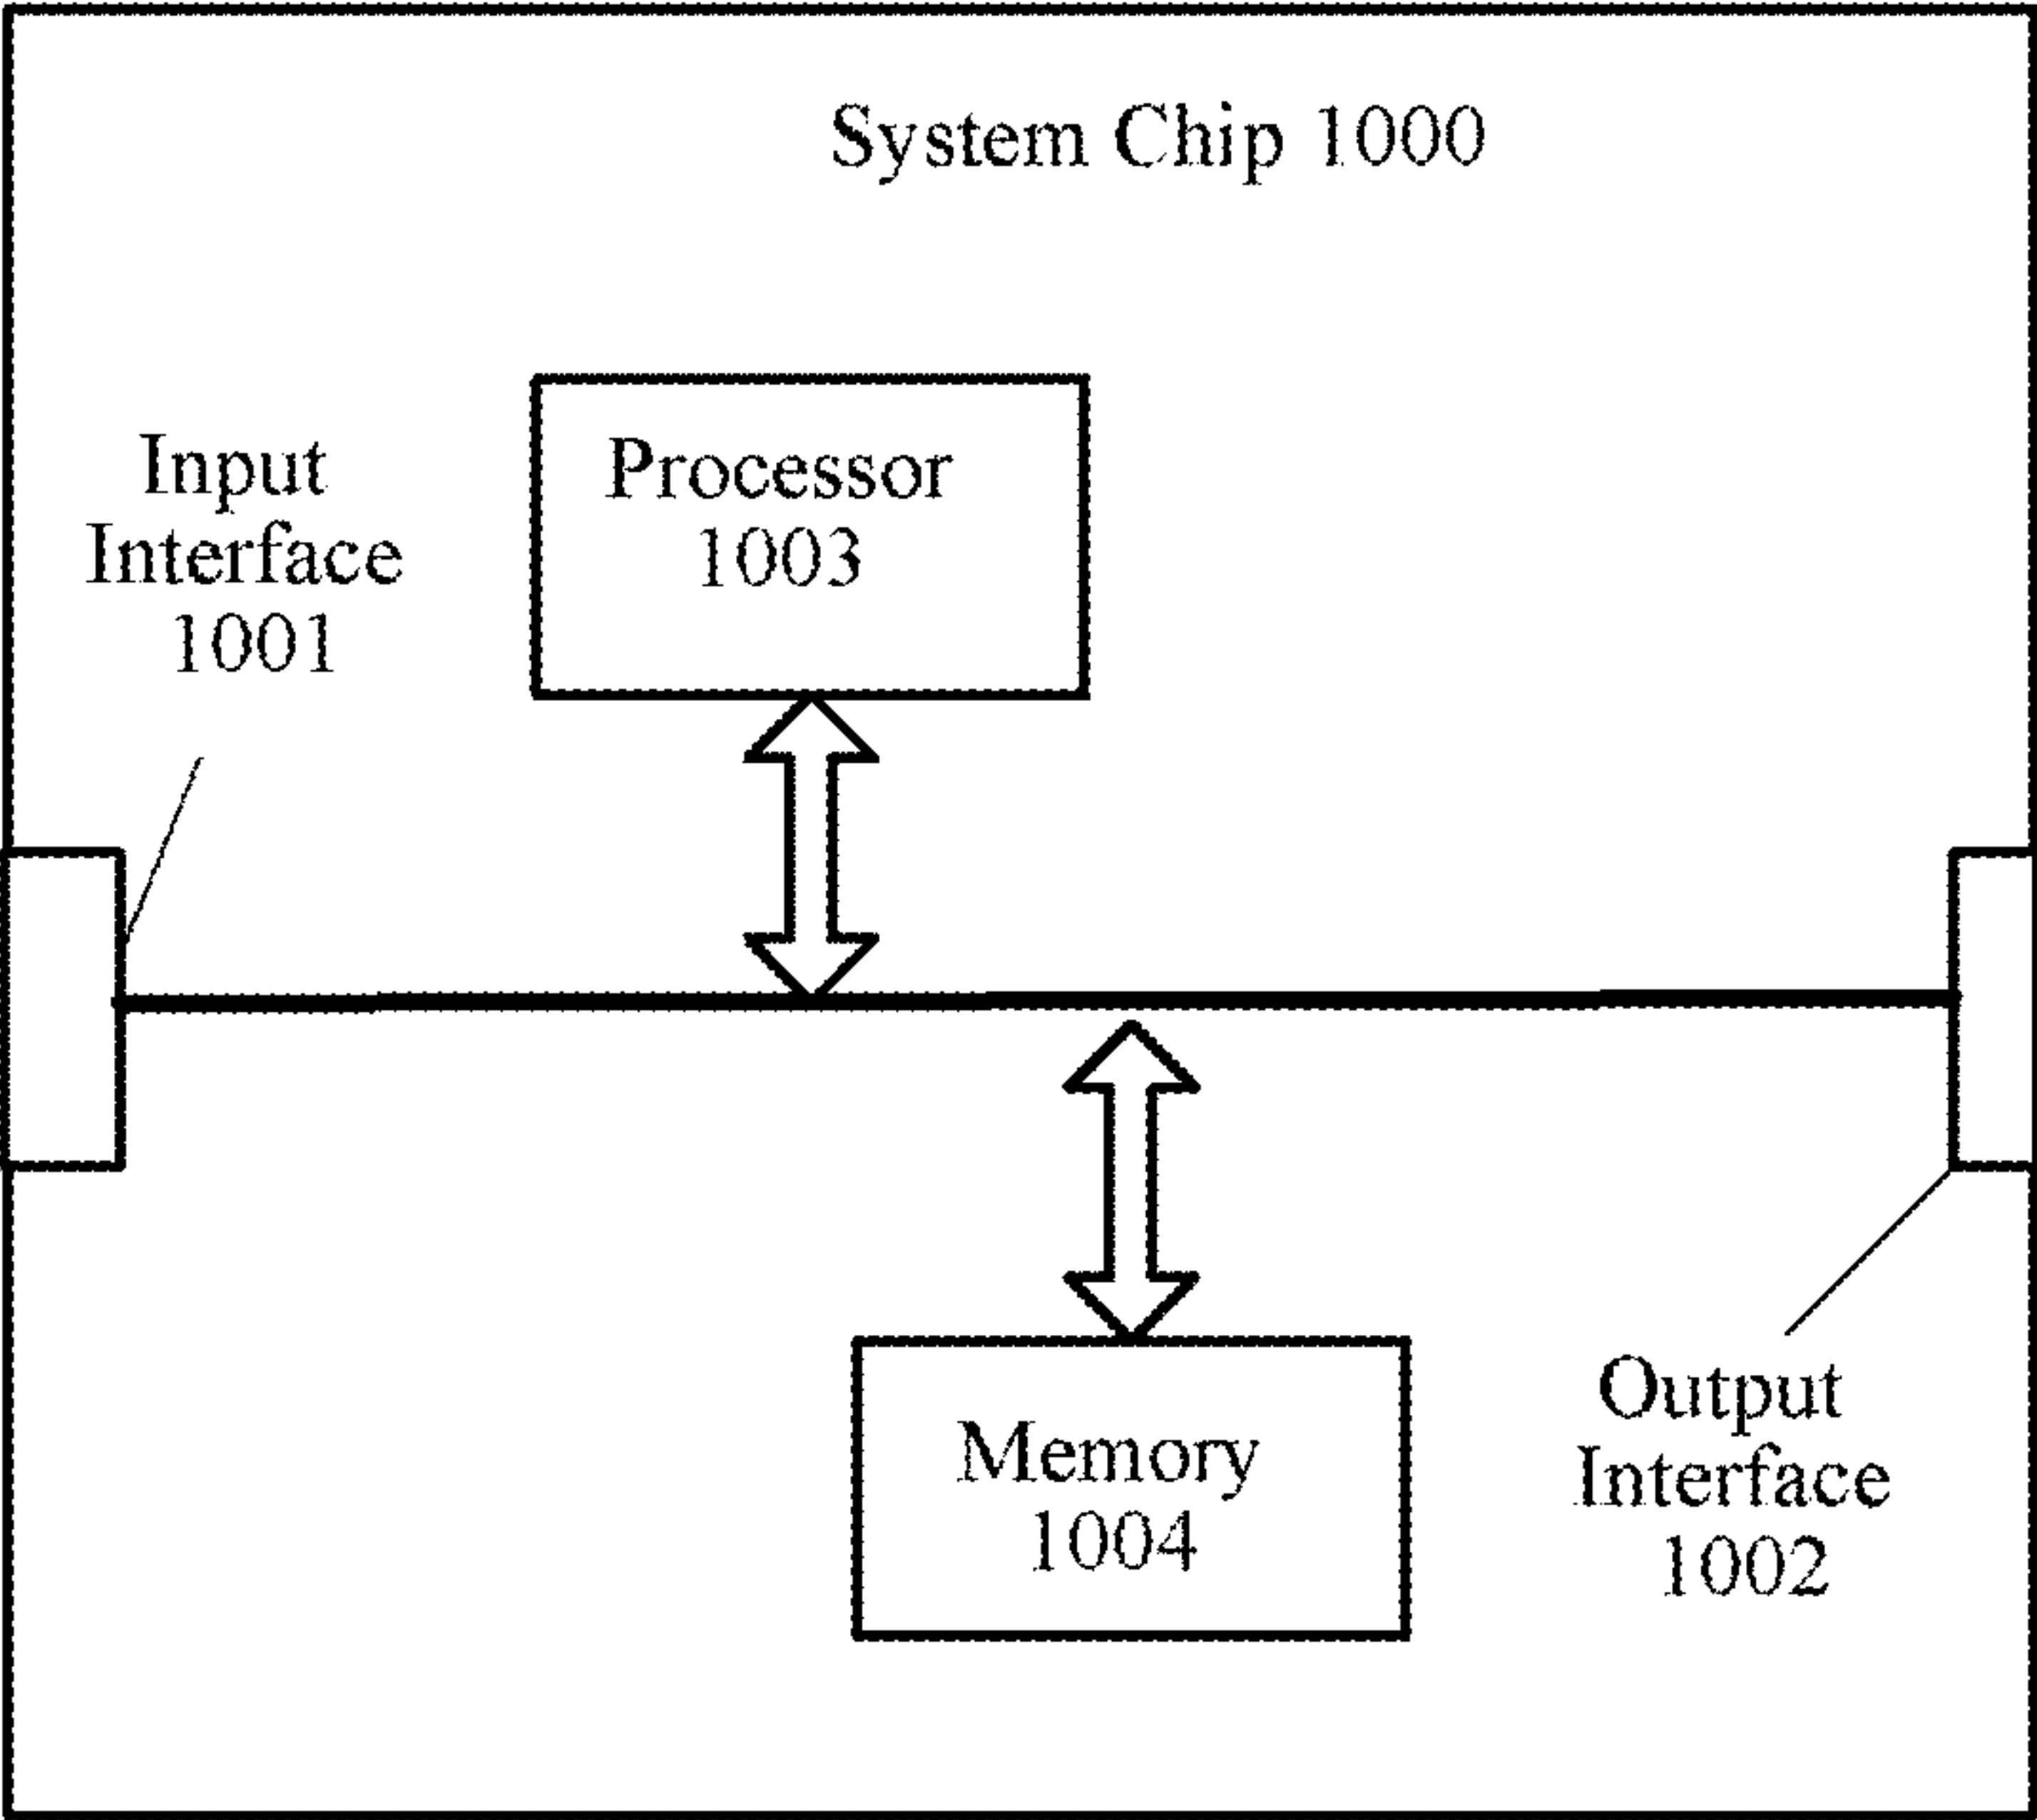 System Chip 1000
Input
Interface
1001
Processor
1003
Memory
1004
Output
Interface
1002